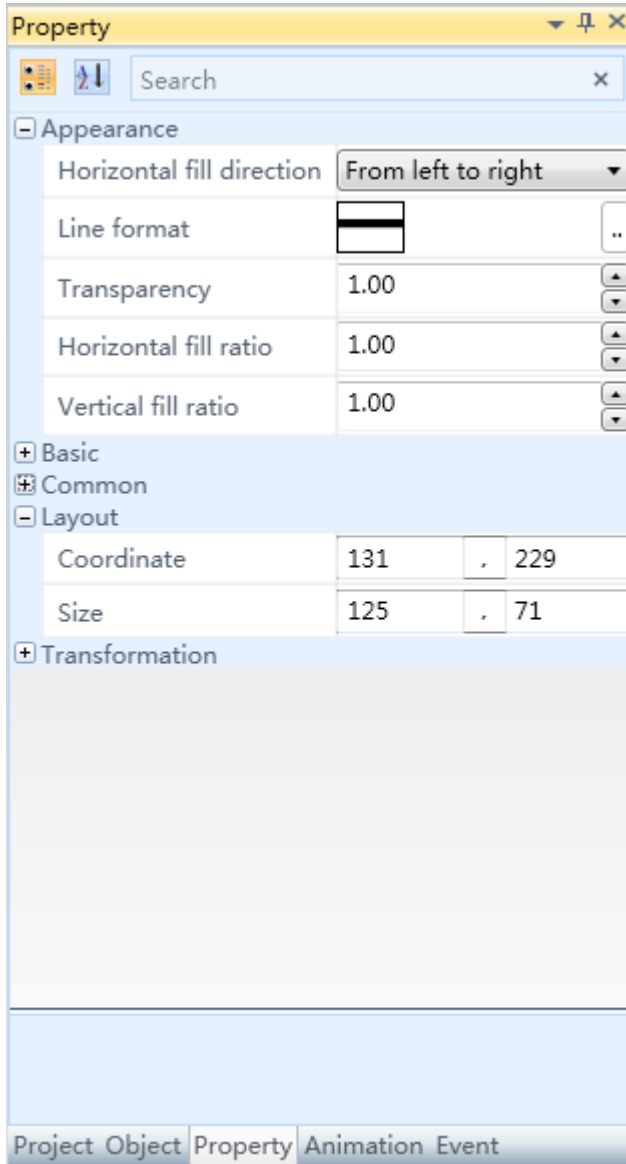 Property
Search
Appearance
Horizontal fill direction From left to right
Line format ..
Transparency 1.00
Horizontal fill ratio 1.00
Vertical fill ratio 1.00
Basic
Common
Layout
Coordinate 131 , 229
Size 125 , 71
Transformation
Project Object Property Animation Event